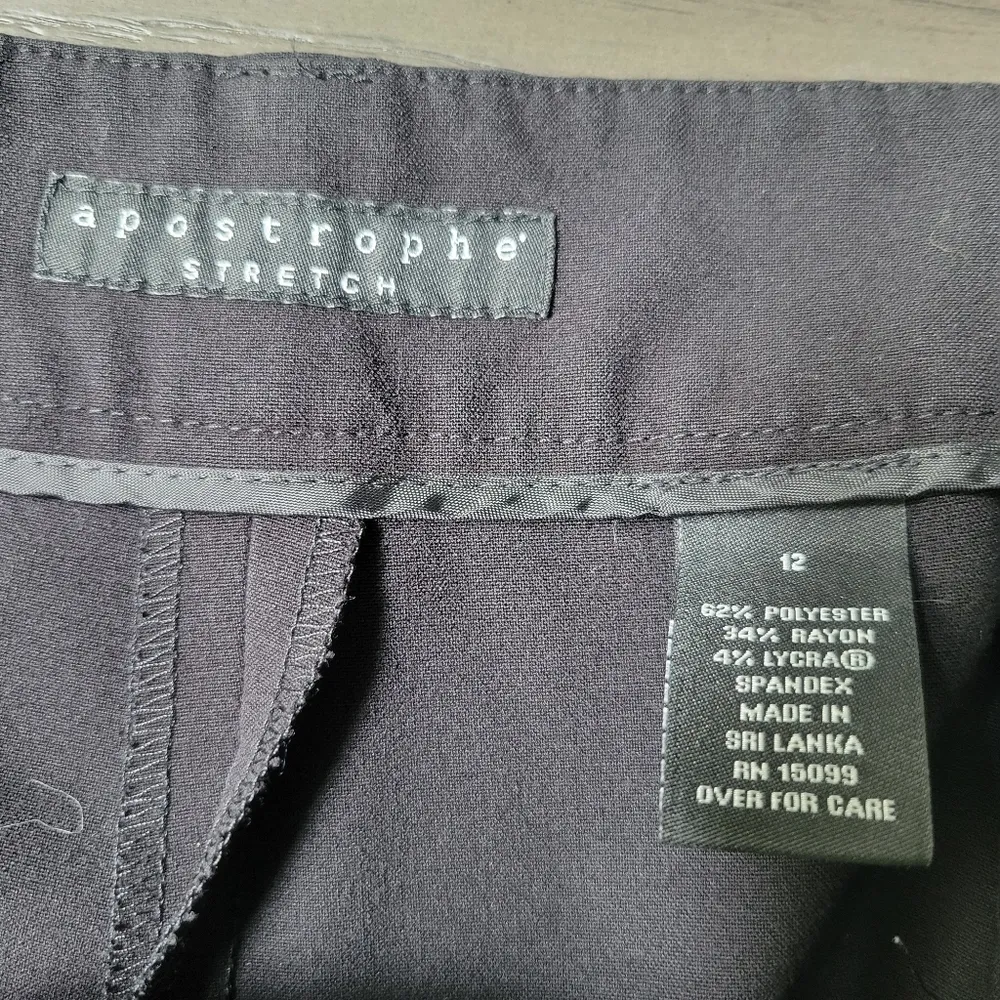 apostrophe
STRETCH
12
62% POLYESTER
34% RAYON
4% LYCRA®
SPANDEX
MADE IN
SRI LANKA
RN 15099
OVER FOR CARE